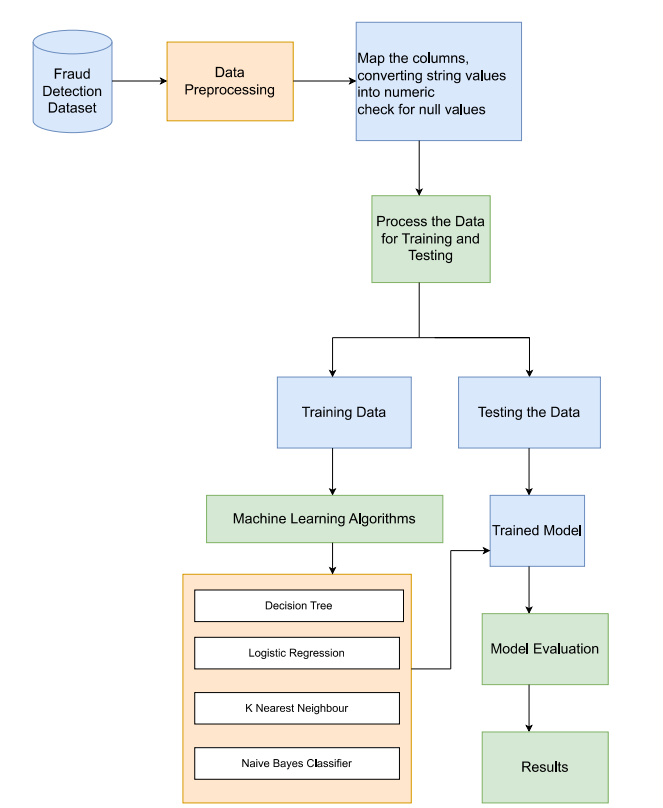 Fraud
Detection
Dataset
Data
Preprocessing
Map the columns,
converting string values
into numeric
check for null values
Process the Data
for Training and
Testing
Training Data
Testing the Data
Machine Learning Algorithms
Trained Model
Decision Tree
Logistic Regression
K Nearest Neighbour
Naive Bayes Classifier
Model Evaluation
Results